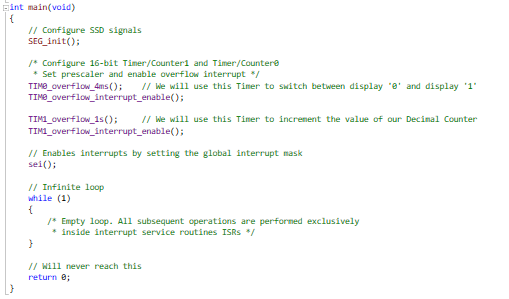 int main(void)
{
// Configure SSD signals
SEG_init();
/* Configure 16-bit Timer/Counter1 and Timer/Counter0
* Set prescaler and enable overflow interrupt */
TIM0_overflow_4ms(); // We will use this Timer to switch between display '0' and display '1'
TIM0_overflow_interrupt_enable();
TIM1_overflow_1s(); // We will use this Timer to increment the value of our Decimal Counter
TIM1_overflow_interrupt_enable();
// Enables interrupts by setting the global interrupt mask
sei();
// Infinite loop
while (1)
{
/* Empty loop. All subsequent operations are performed exclusively
* inside interrupt service routines ISRs */
}
// Will never reach this
return 0;
}